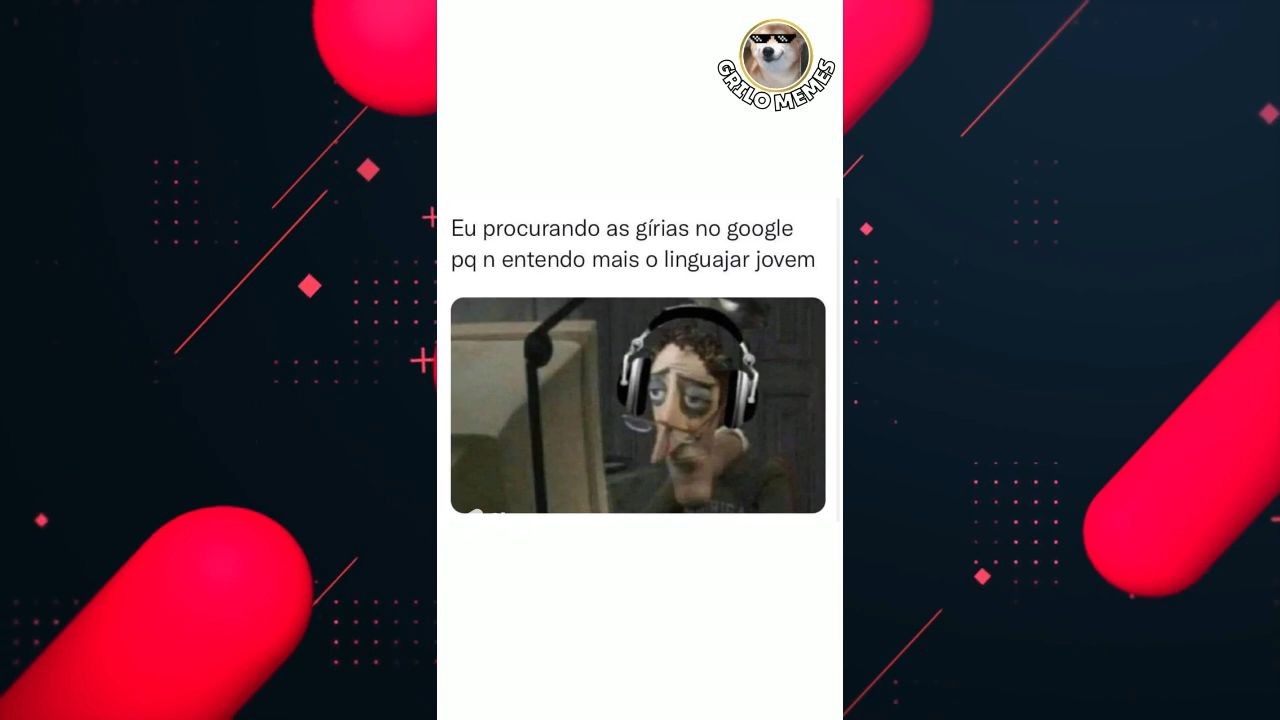 GRILO MEMES
Eu procurando as gírias no google
pq n entendo mais o linguajar jovem